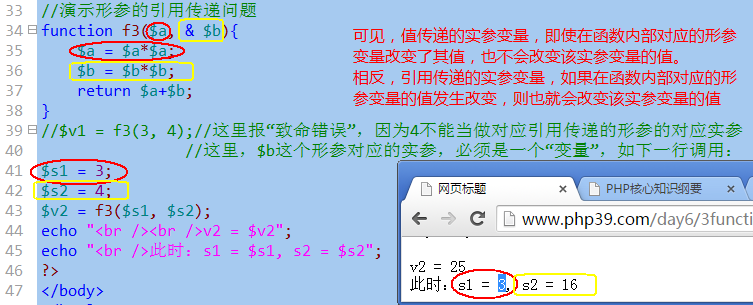 33 //演示形参的引用传递问题
34 function f3($a, & $b){
35 $a = $a*$a;
36 $b = $b*$b;
37 return $a+$b;
38 }
39 //$v1 = f3(3, 4);//这里报“致命错误”，因为4不能当做对应引用传递的形参的对应实参
40 //这里，$b这个形参对应的实参，必须是一个“变量”，如下一行调用：
41 $s1 = 3;
42 $s2 = 4;
43 $v2 = f3($s1, $s2);
44 echo "<br /><br />v2 = $v2";
45 echo "<br />此时：s1 = $s1, s2 = $s2";
46 ?>
47 </body>
可见，值传递的实参变量，即使在函数内部对应的形参
变量改变了其值，也不会改变该实参变量的值。
相反，引用传递的实参变量，如果在函数内部对应的形
参变量的值发生改变，则也就会改变该实参变量的值
网页标题
PHP核心知识纲要
www.php39.com/day6/3function
v2 = 25
此时：s1 = 3, s2 = 16